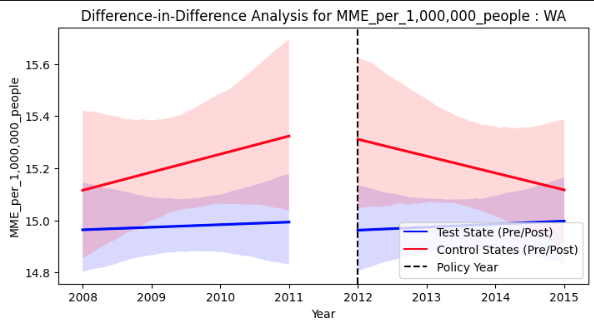 Difference-in-Difference Analysis for MME_per_1,000,000_people : WA
MME_per_1,000,000_people
15.6
15.4
15.2
15.0
14.8
Test State (Pre/Post)
Control States (Pre/Post)
Policy Year
2008 2009 2010 2011 2012 2013 2014 2015
Year